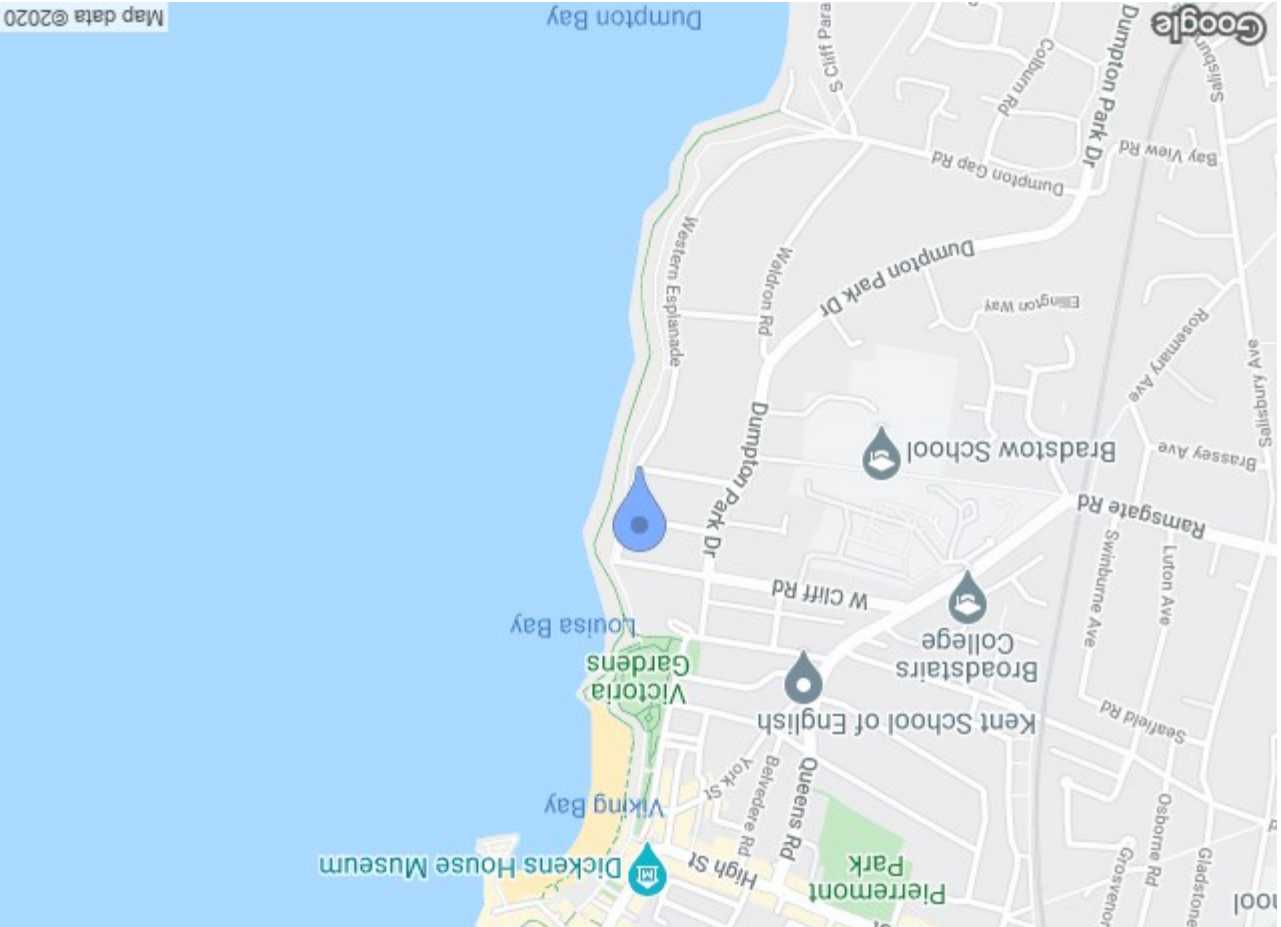 Pierremont
Park
High St
Dickens House Museum
Gladstone
Grosvenor
Osborne Rd
Queens Rd
Belvedere Rd
York St
Viking Bay
Seafield Rd
Kent School of English
Victoria
Gardens
Broadstairs
College
Louisa Bay
Luton Ave
Swinburne Ave
W Cliff Rd
Ramsgate Rd
Brassey Ave
Bradstow School
Dumpton Park Dr
Salisbury Ave
Rosemary Ave
Ellington Way
Dumpton Park Dr
Waldron Rd
Western Esplanade
Bay View Rd
Dumpton Gap Rd
Dumpton Park Dr
Colburn Rd
S Cliff Para
Salisbury
Google
Dumpton Bay
Map data ©2020